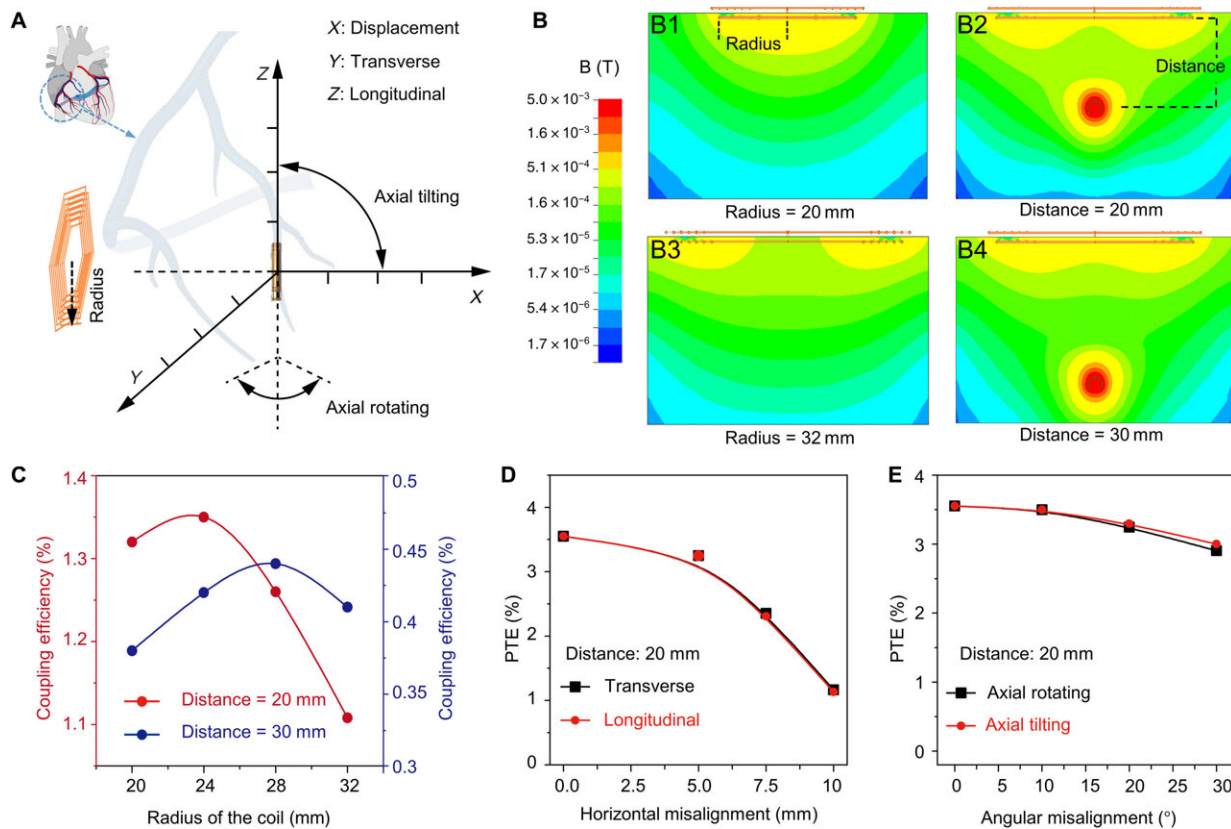 A
X: Displacement
Y: Transverse
Z: Longitudinal
Z
Axial tilting
X
Radius
Y
Axial rotating
B
B (T)
5.0 × 10⁻³
1.6 × 10⁻³
5.1 × 10⁻⁴
1.6 × 10⁻⁴
5.3 × 10⁻⁵
1.7 × 10⁻⁵
5.4 × 10⁻⁶
1.7 × 10⁻⁶
B1
Radius
Radius = 20 mm
B2
Distance
Distance = 20 mm
B3
Radius = 32 mm
B4
Distance = 30 mm
C
Coupling efficiency (%)
1.4
1.3
1.2
1.1
0.5
0.45
0.4
0.35
0.3
Coupling efficiency (%)
Distance = 20 mm
Distance = 30 mm
20 24 28 32
Radius of the coil (mm)
D
PTE (%)
4
3
2
1
0
Distance: 20 mm
Transverse
Longitudinal
0.0 2.5 5.0 7.5 10
Horizontal misalignment (mm)
E
PTE (%)
4
3
2
1
0
Distance: 20 mm
Axial rotating
Axial tilting
0 5 10 15 20 25 30
Angular misalignment (°)